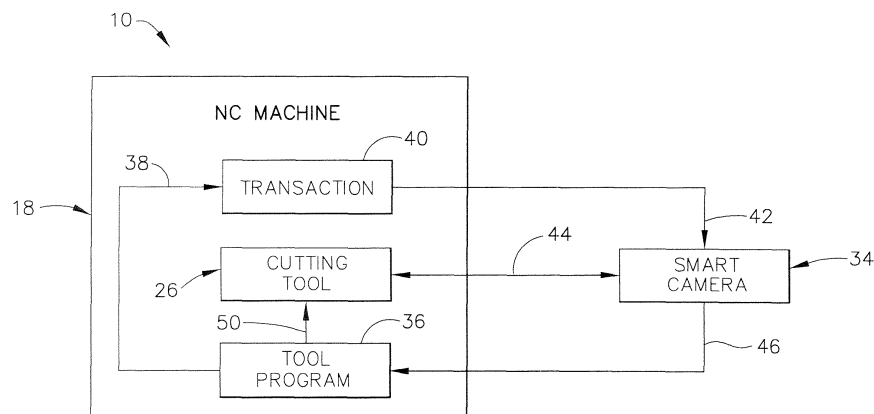 10
NC MACHINE
40
38
TRANSACTION
18
42
44
CUTTING
TOOL
SMART
CAMERA
34
26
50
36
TOOL
PROGRAM
46